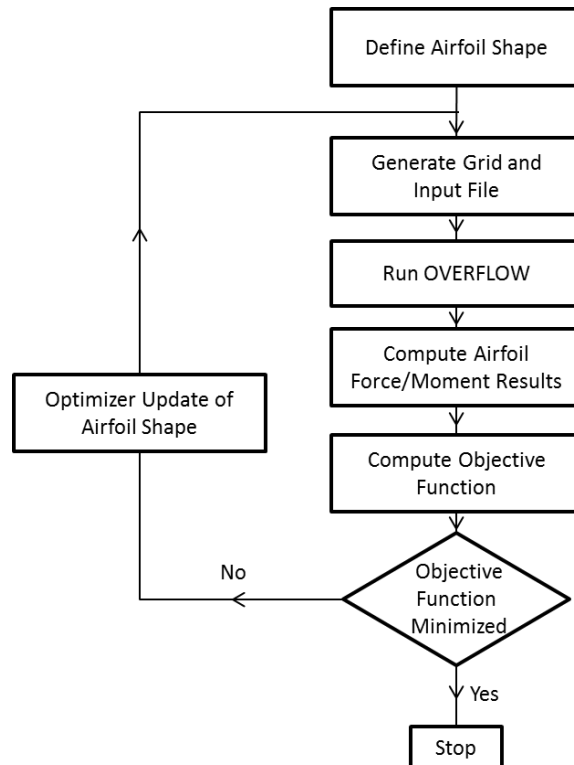 Define Airfoil Shape
Generate Grid and
Input File
Run OVERFLOW
Compute Airfoil
Force/Moment Results
Optimizer Update of
Airfoil Shape
Compute Objective
Function
No
Objective
Function
Minimized
Yes
Stop